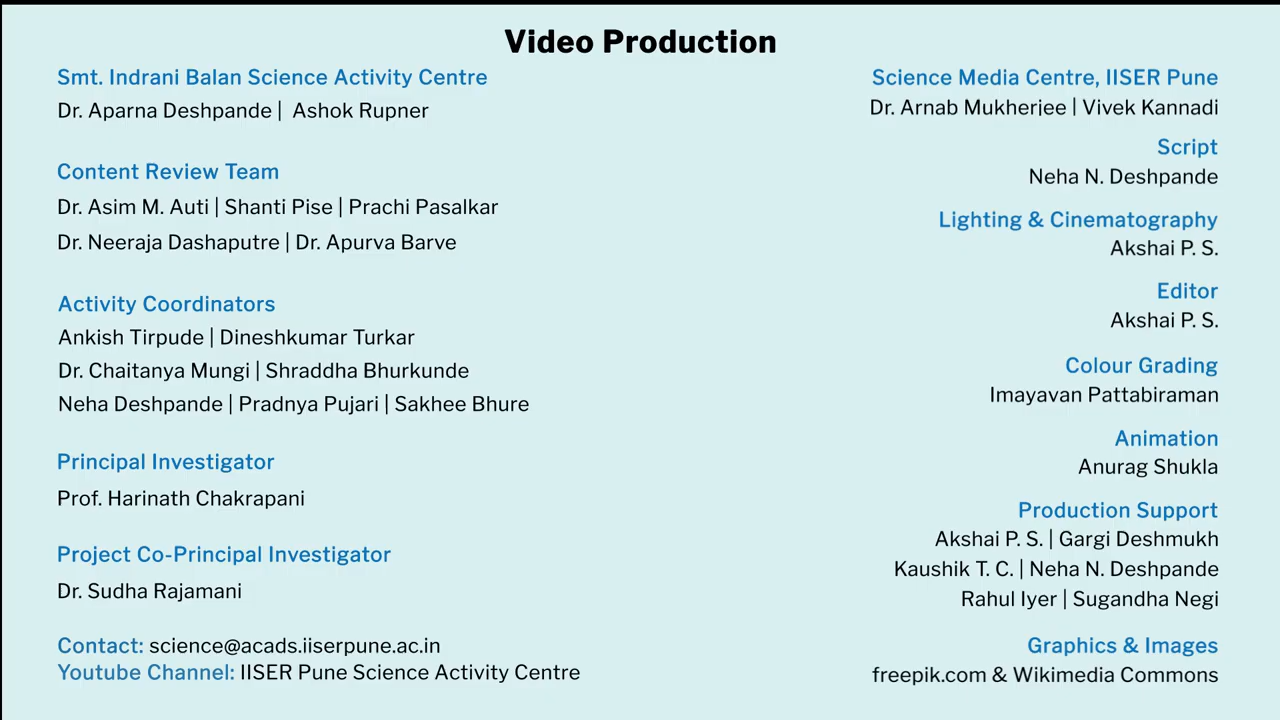 Video Production
Smt. Indrani Balan Science Activity Centre
Dr. Aparna Deshpande | Ashok Rupner
Content Review Team
Dr. Asim M. Auti | Shanti Pise | Prachi Pasalkar
Dr. Neeraja Dashaputre | Dr. Apurva Barve
Activity Coordinators
Ankish Tirpude | Dineshkumar Turkar
Dr. Chaitanya Mungi | Shraddha Bhurkunde
Neha Deshpande | Pradnya Pujari | Sakhee Bhure
Principal Investigator
Prof. Harinath Chakrapani
Project Co-Principal Investigator
Dr. Sudha Rajamani
Contact: science@acads.iiserpune.ac.in
Youtube Channel: IISER Pune Science Activity Centre
Science Media Centre, IISER Pune
Dr. Arnab Mukherjee | Vivek Kannadi
Script
Neha N. Deshpande
Lighting & Cinematography
Akshai P. S.
Editor
Akshai P. S.
Colour Grading
Imayavan Pattabiraman
Animation
Anurag Shukla
Production Support
Akshai P. S. | Gargi Deshmukh
Kaushik T. C. | Neha N. Deshpande
Rahul Iyer | Sugandha Negi
Graphics & Images
freepik.com & Wikimedia Commons